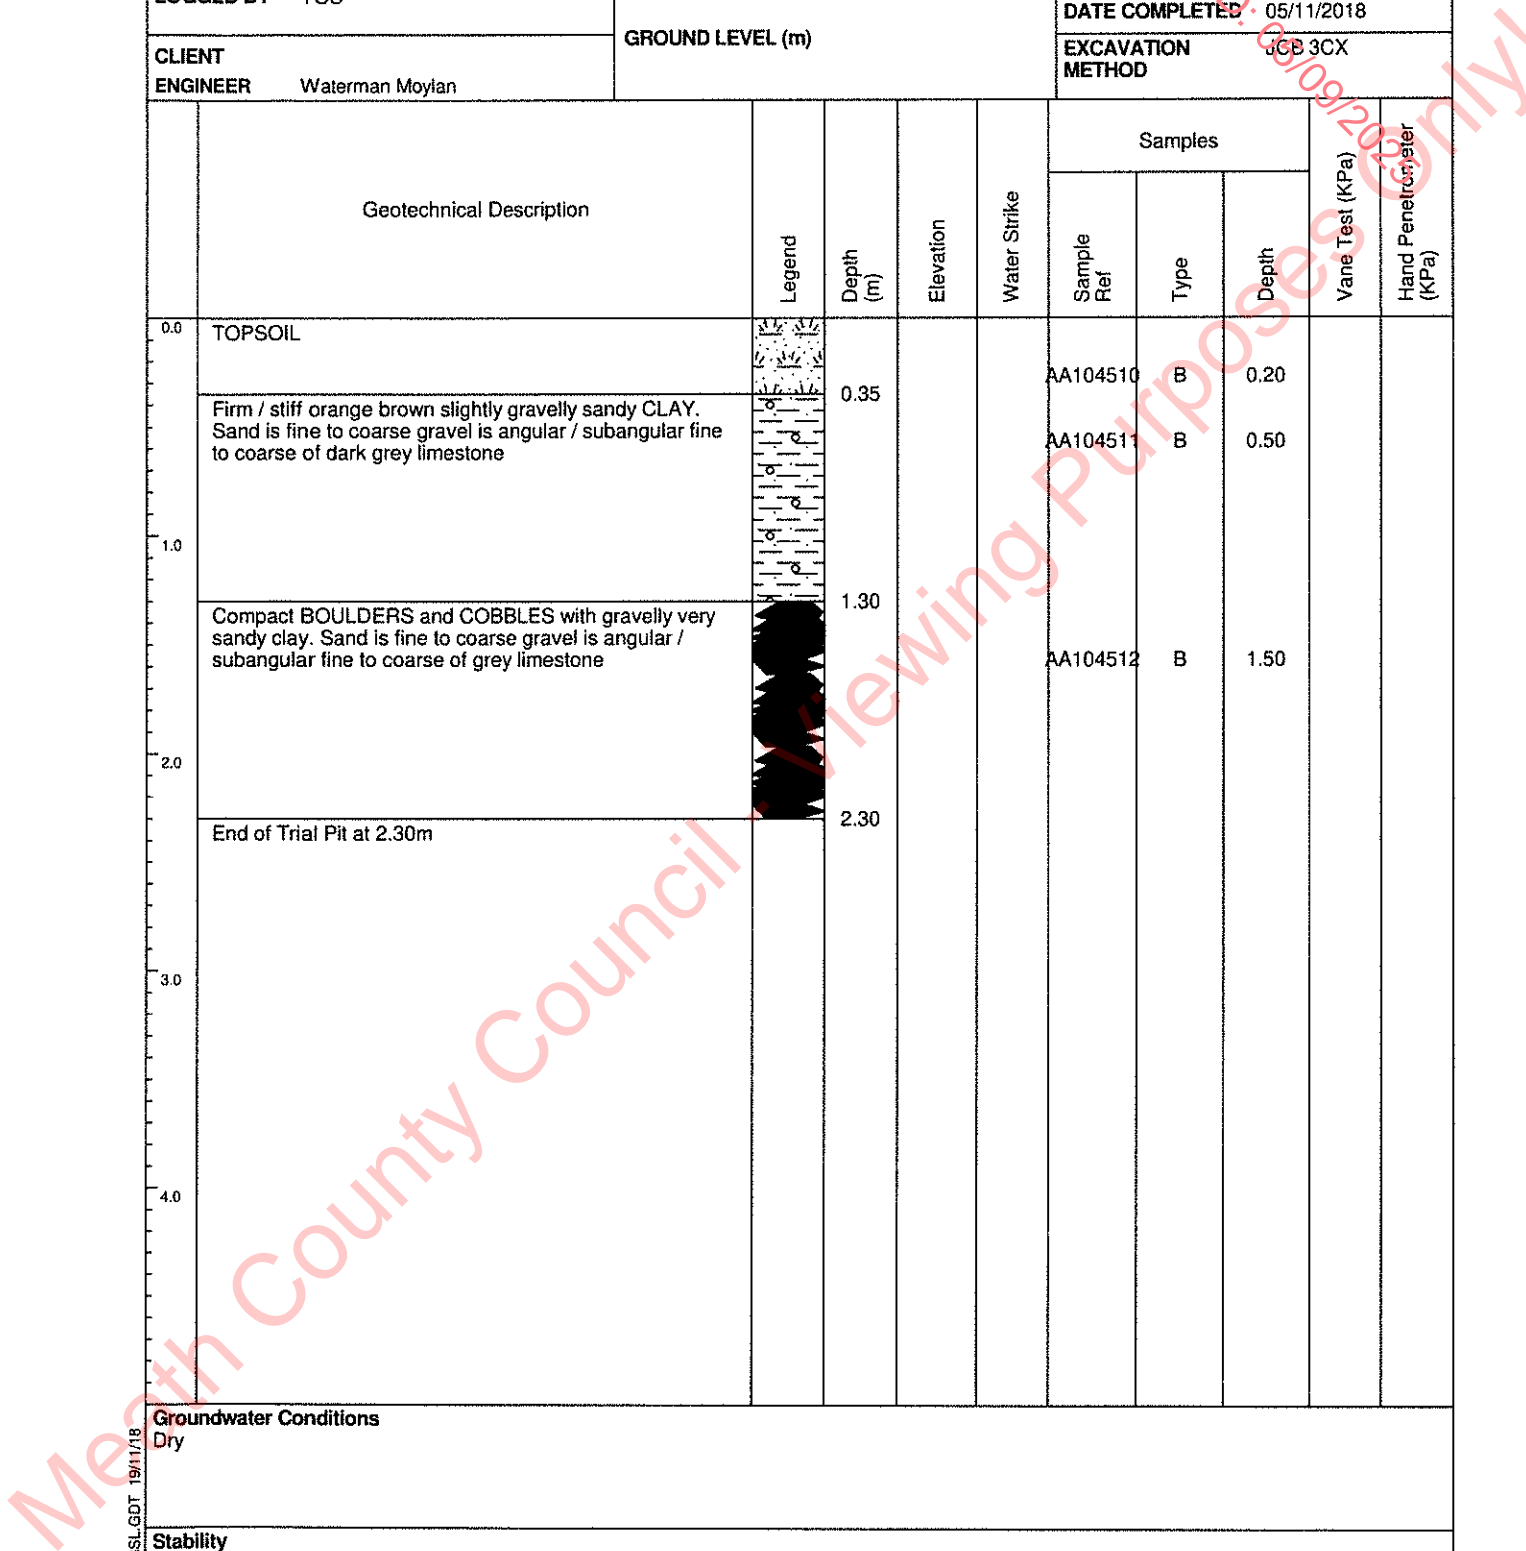 DATE COMPLETED 05/11/2018
CLIENT
ENGINEER Waterman Moylan
GROUND LEVEL (m)
EXCAVATION JCB 3CX
METHOD
Geotechnical Description
Legend
Depth
(m)
Elevation
Water Strike
Samples
Sample
Ref
Type
Depth
Vane Test (KPa)
Hand Penetrometer
(KPa)
0.0
TOPSOIL
AA104510 B 0.20
0.35
Firm / stiff orange brown slightly gravelly sandy CLAY.
Sand is fine to coarse gravel is angular / subangular fine
to coarse of dark grey limestone
AA104511 B 0.50
1.0
1.30
Compact BOULDERS and COBBLES with gravelly very
sandy clay. Sand is fine to coarse gravel is angular /
subangular fine to coarse of grey limestone
AA104512 B 1.50
2.0
2.30
End of Trial Pit at 2.30m
3.0
4.0
Groundwater Conditions
Dry
Stability
SL.GDT 19/11/18
Meath County Council - Viewing Purposes Only!
05/09/2025